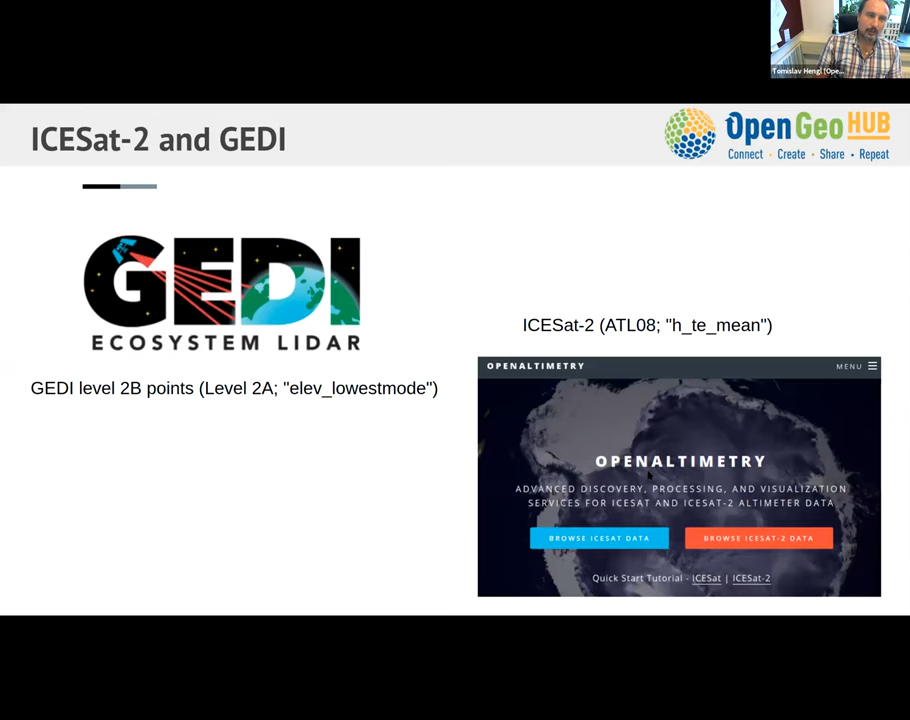 Tomislav Hengl (Ope...
ICESat-2 and GEDI
OpenGeoHUB
Connect · Create · Share · Repeat
GEDI
ECOSYSTEM LIDAR
GEDI level 2B points (Level 2A; "elev_lowestmode")
ICESat-2 (ATL08; "h_te_mean")
OPENALTIMETRY
MENU
OPENALTIMETRY
ADVANCED DISCOVERY, PROCESSING, AND VISUALIZATION
SERVICES FOR ICESAT AND ICESAT-2 ALTIMETER DATA
BROWSE ICESAT DATA
BROWSE ICESAT-2 DATA
Quick Start Tutorial - ICESat | ICESat-2